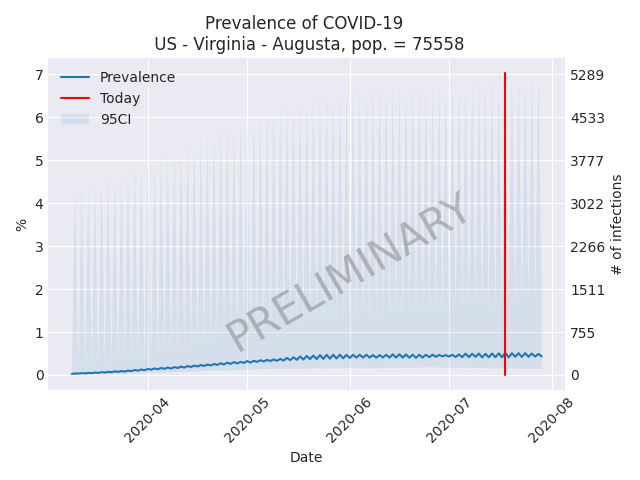 Prevalence of COVID-19
US - Virginia - Augusta, pop. = 75558
Prevalence
Today
95CI
PRELIMINARY
%
7
6
5
4
3
2
1
0
5289
4533
3777
3022
2266
1511
755
0
# of infections
2020-04
2020-05
2020-06
2020-07
2020-08
Date